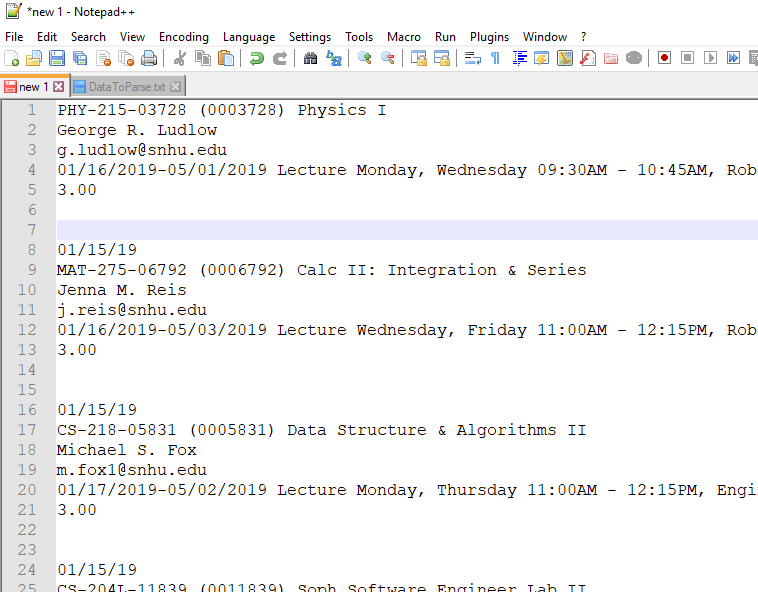 *new 1 - Notepad++
File Edit Search View Encoding Language Settings Tools Macro Run Plugins Window ?
new 1 DataToParse.txt
1 PHY-215-03728 (0003728) Physics I
2 George R. Ludlow
3 g.ludlow@snhu.edu
4 01/16/2019-05/01/2019 Lecture Monday, Wednesday 09:30AM - 10:45AM, Rob
5 3.00
6
7
8 01/15/19
9 MAT-275-06792 (0006792) Calc II: Integration & Series
10 Jenna M. Reis
11 j.reis@snhu.edu
12 01/16/2019-05/03/2019 Lecture Wednesday, Friday 11:00AM - 12:15PM, Rob
13 3.00
14
15
16 01/15/19
17 CS-218-05831 (0005831) Data Structure & Algorithms II
18 Michael S. Fox
19 m.fox1@snhu.edu
20 01/17/2019-05/02/2019 Lecture Monday, Thursday 11:00AM - 12:15PM, Engi
21 3.00
22
23
24 01/15/19
25 CS-204L-11839 (0011839) Soph Software Engineer Lab II